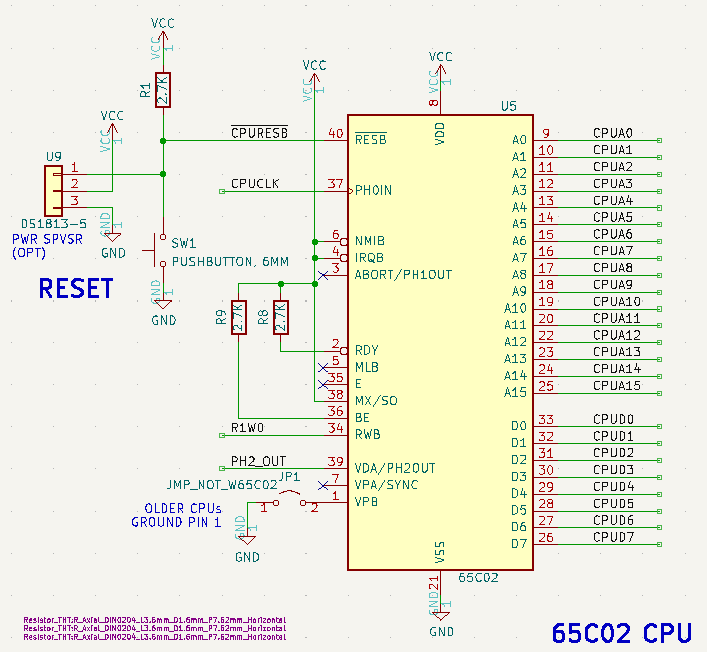 VCC
VCC
1
R1
2.7K
VCC
VCC
1
VCC
VCC
1
VCC
VCC
1
8
VDD
U5
U9
1
2
3
DS1813-5
PWR SPVSR
(OPT)
GND
1
GND
RESET
SW1
PUSHBUTTON, 6MM
GND
1
GND
CPURESB
40
RESB
CPUCLK
37
PH0IN
6
NMIB
4
IRQB
3
ABORT/PH1OUT
R9
2.7K
R8
2.7K
2
RDY
5
MLB
35
E
38
MX/SO
36
BE
R1W0
34
RWB
PH2_OUT
39
VDA/PH2OUT
7
VPA/SYNC
JMP_NOT_W65C02
JP1
1
2
1
VPB
OLDER CPUs
GROUND PIN 1
GND
1
GND
A0
9
CPUA0
A1
10
CPUA1
A2
11
CPUA2
A3
12
CPUA3
A4
13
CPUA4
A5
14
CPUA5
A6
15
CPUA6
A7
16
CPUA7
A8
17
CPUA8
A9
18
CPUA9
A10
19
CPUA10
A11
20
CPUA11
A12
22
CPUA12
A13
23
CPUA13
A14
24
CPUA14
A15
25
CPUA15
D0
33
CPUD0
D1
32
CPUD1
D2
31
CPUD2
D3
30
CPUD3
D4
29
CPUD4
D5
28
CPUD5
D6
27
CPUD6
D7
26
CPUD7
VSS
21
65C02
GND
1
GND
Resistor_THT:R_Axial_DIN0204_L3.6mm_D1.6mm_P7.62mm_Horizontal
Resistor_THT:R_Axial_DIN0204_L3.6mm_D1.6mm_P7.62mm_Horizontal
Resistor_THT:R_Axial_DIN0204_L3.6mm_D1.6mm_P7.62mm_Horizontal
65C02 CPU